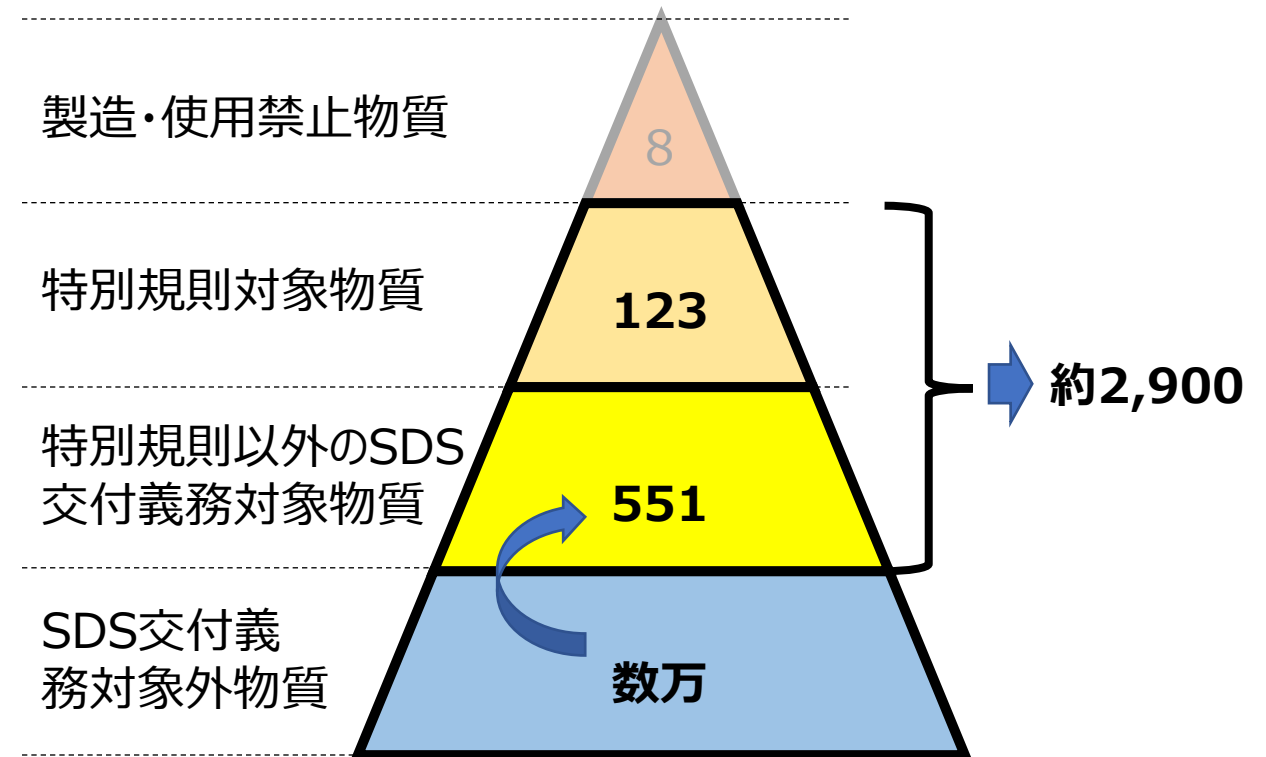 製造・使用禁止物質
8
特別規則対象物質
123
約2,900
特別規則以外のSDS
交付義務対象物質
551
SDS交付義
務対象外物質
数万